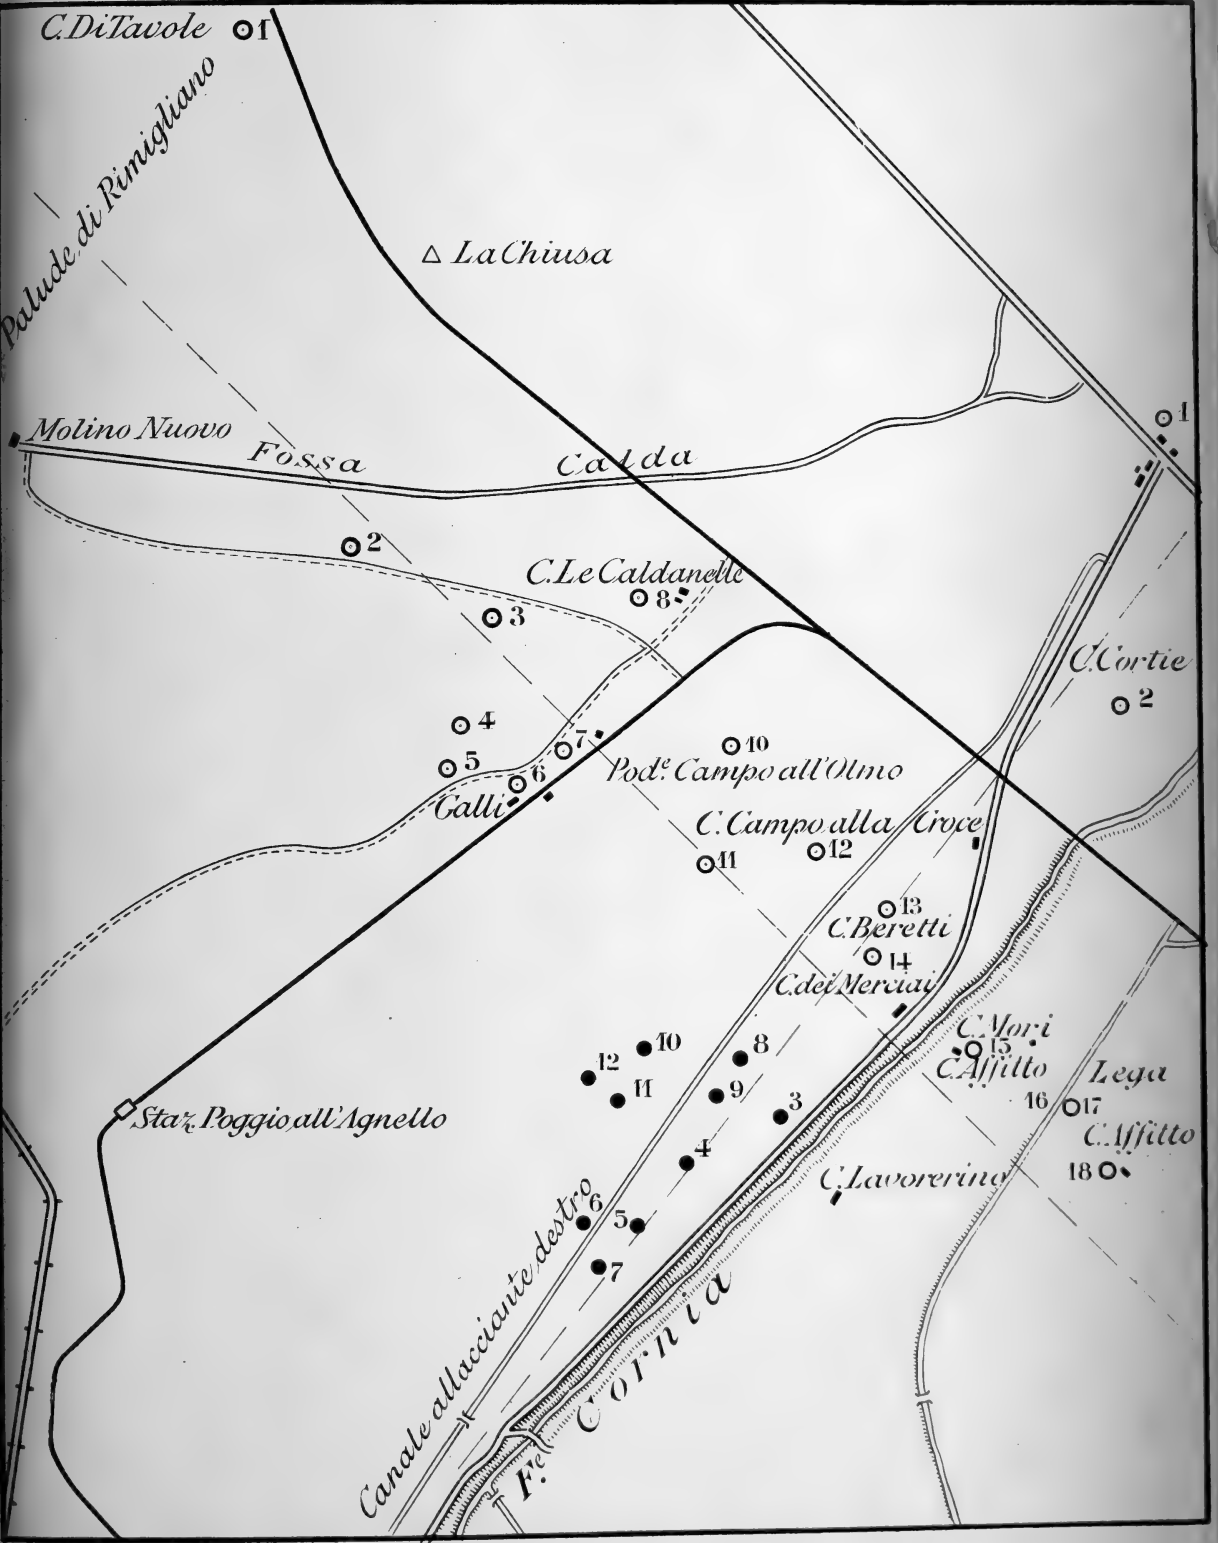 C. Di Tavole 1
Palude di Rimigliano
La Chiusa
Molino Nuovo
Fossa Calda
1
2
C. Le Caldanelle
8
3
C. Cortie
2
4
5
7
6
Galli
10
Pod.e Campo all'Olmo
C. Campo alla Croce
11
12
13
C. Beretti
14
C. dei Merciai
C. Mori
15
C. Affitto
Lega
16 17
C. Affitto
18
C. Lavorerino
10
8
12
11
9
3
4
6
5
7
Staz. Poggio all'Agnello
Canale allacciante destro
F.e Cornia